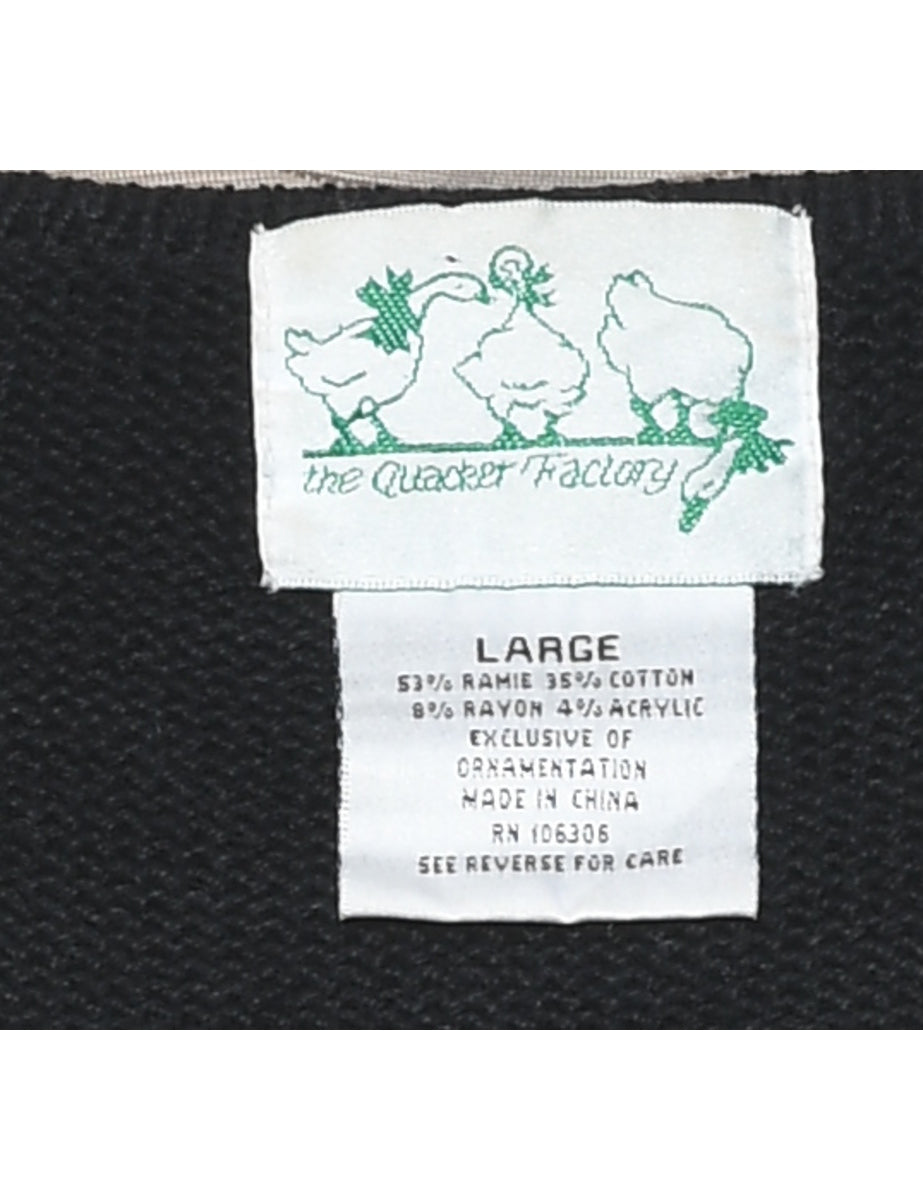 the Quacker Factory
LARGE
53% RAMIE 35% COTTON
8% RAYON 4% ACRYLIC
EXCLUSIVE OF
ORNAMENTATION
MADE IN CHINA
RN 106306
SEE REVERSE FOR CARE